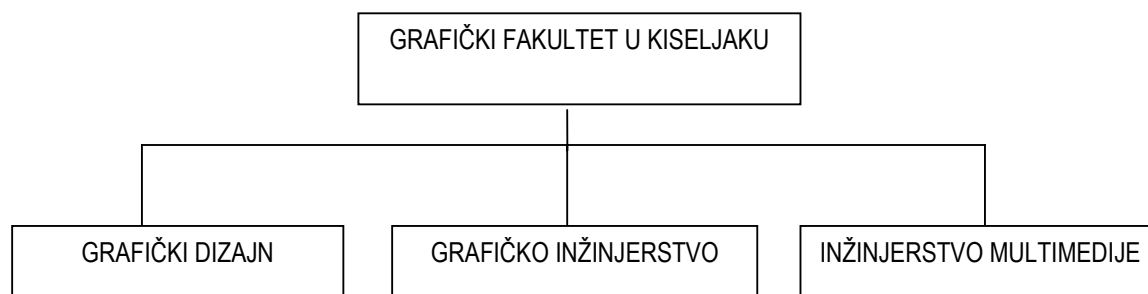 GRAFIČKI FAKULTET U KISELJAKU
GRAFIČKI DIZAJN
GRAFIČKO INŽINJERSTVO
INŽINJERSTVO MULTIMEDIJE